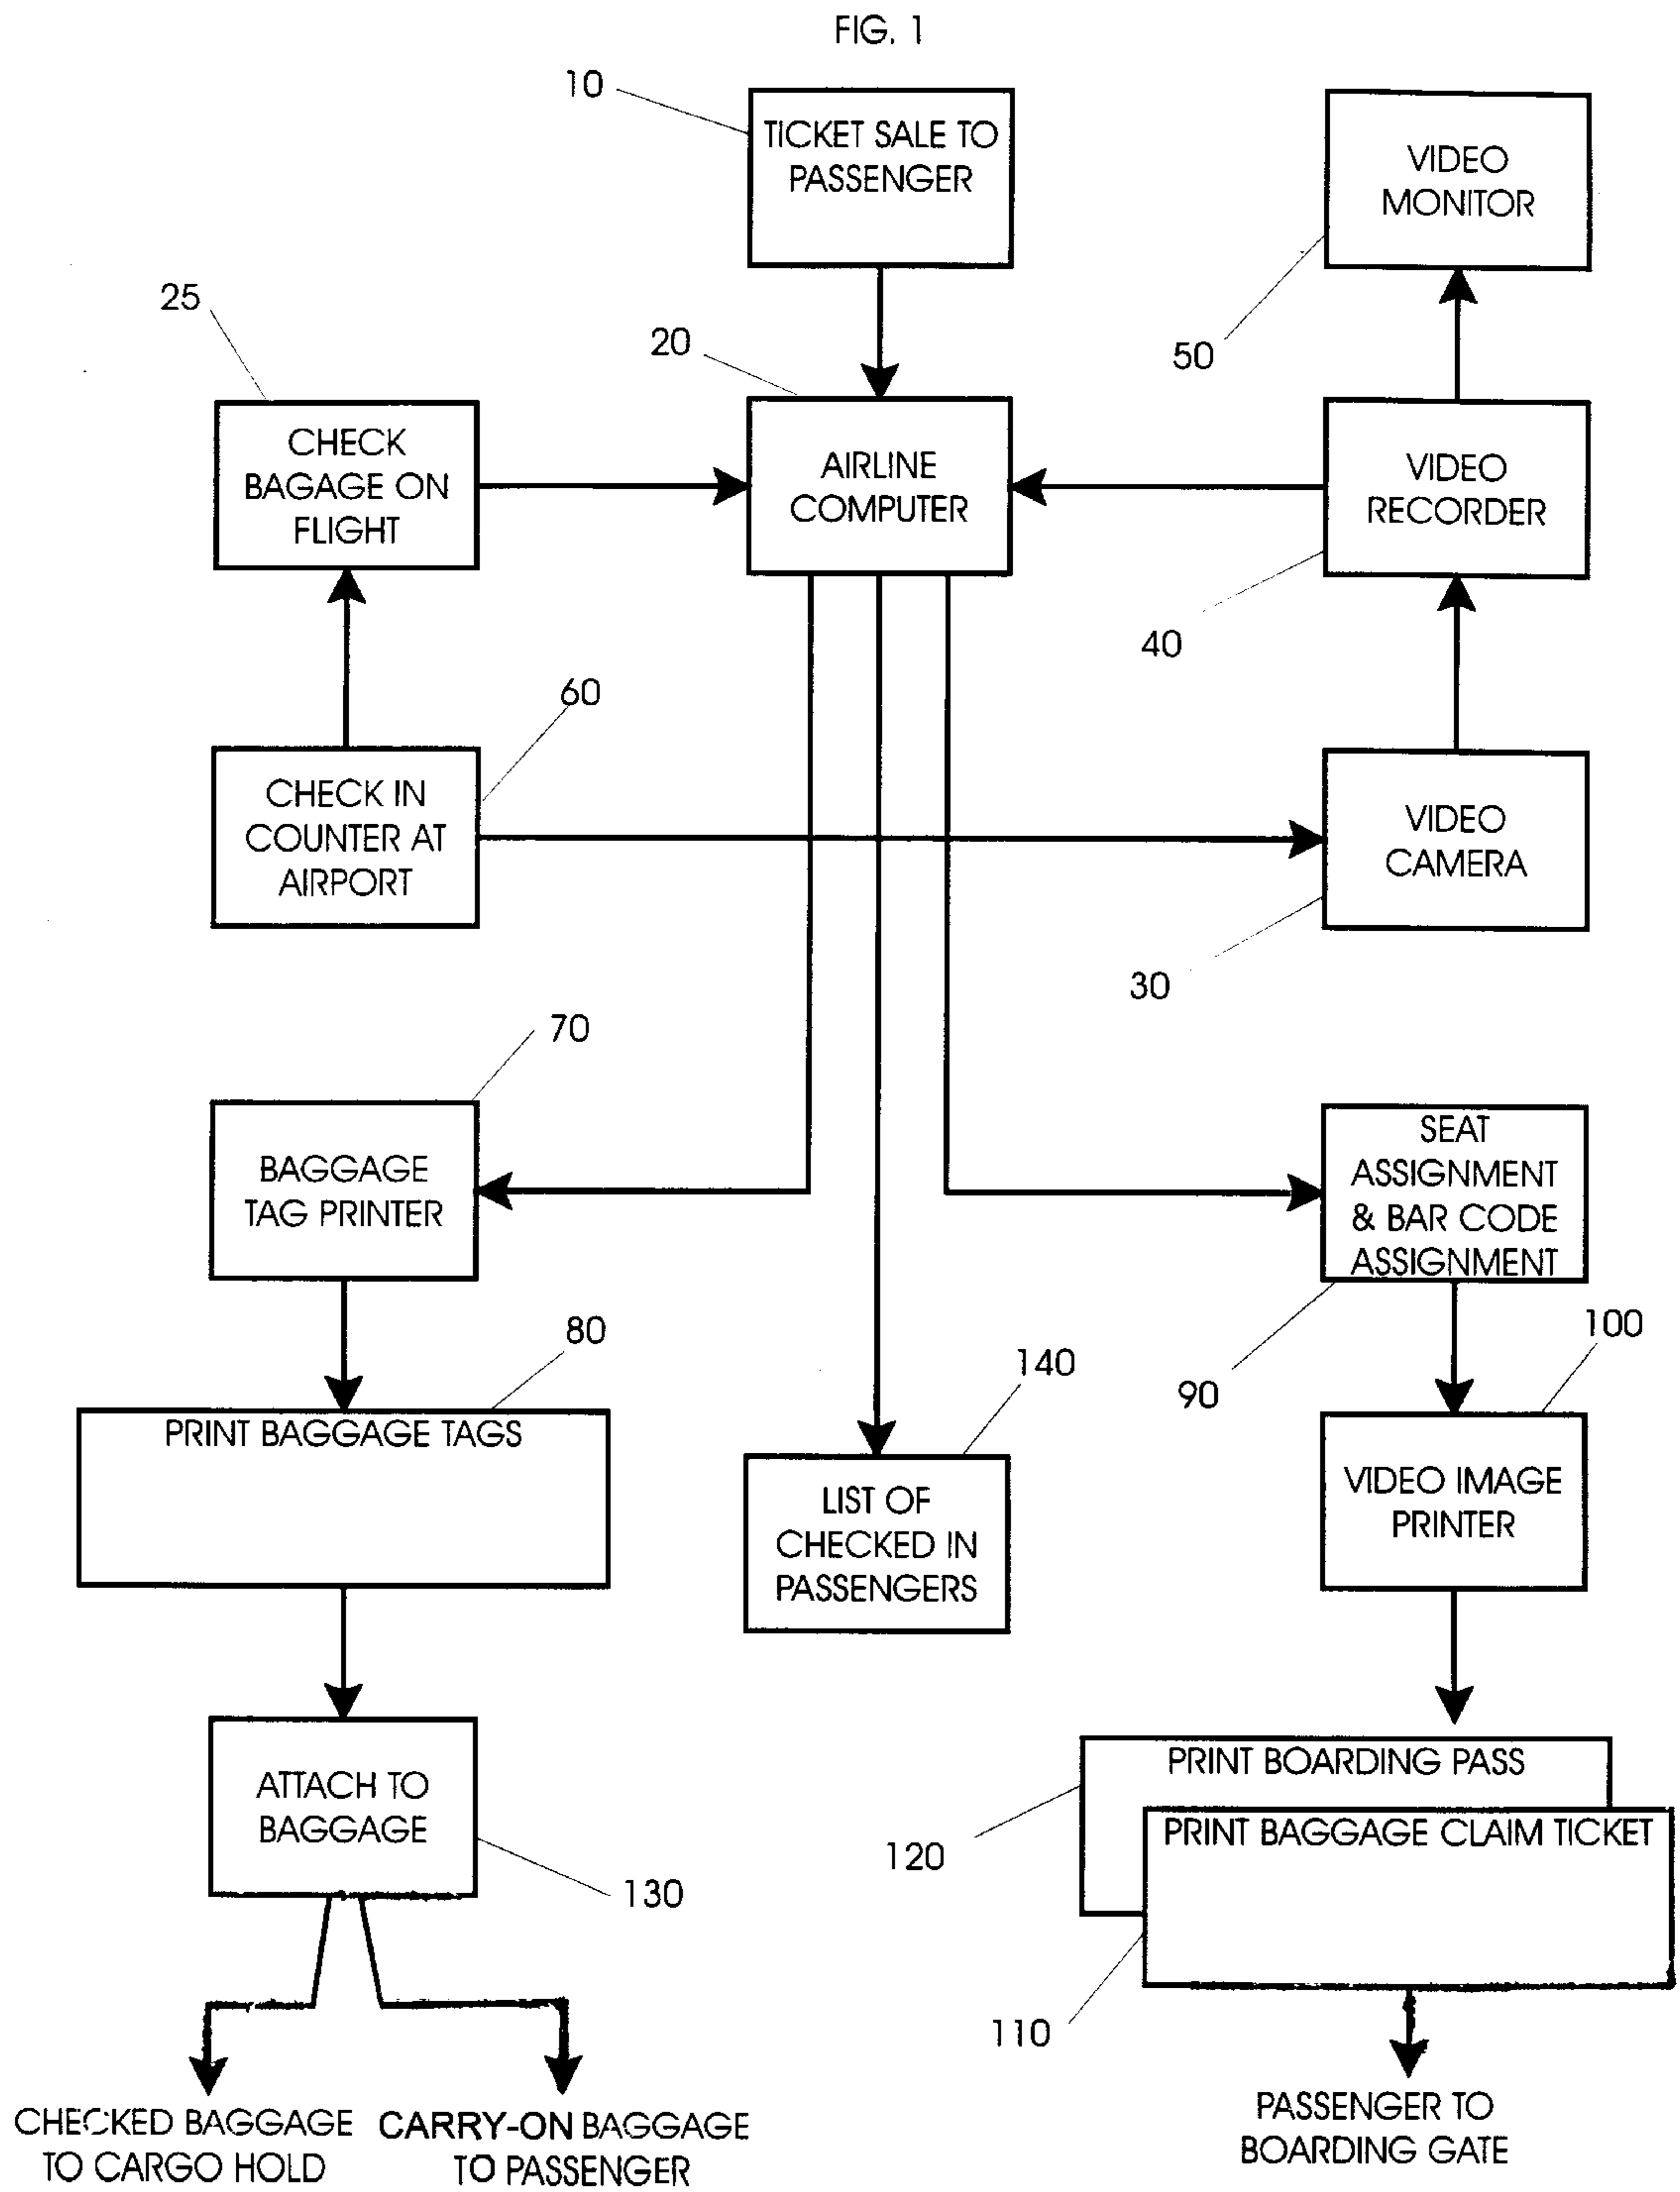 FIG. 1
10
TICKET SALE TO
PASSENGER
VIDEO
MONITOR
50
25
20
CHECK
BAGAGE ON
FLIGHT
AIRLINE
COMPUTER
VIDEO
RECORDER
40
60
CHECK IN
COUNTER AT
AIRPORT
VIDEO
CAMERA
30
70
BAGGAGE
TAG PRINTER
SEAT
ASSIGNMENT
& BAR CODE
ASSIGNMENT
80
140
90
100
PRINT BAGGAGE TAGS
LIST OF
CHECKED IN
PASSENGERS
VIDEO IMAGE
PRINTER
ATTACH TO
BAGGAGE
130
PRINT BOARDING PASS
120
PRINT BAGGAGE CLAIM TICKET
110
CHECKED BAGGAGE
TO CARGO HOLD
CARRY-ON BAGGAGE
TO PASSENGER
PASSENGER TO
BOARDING GATE